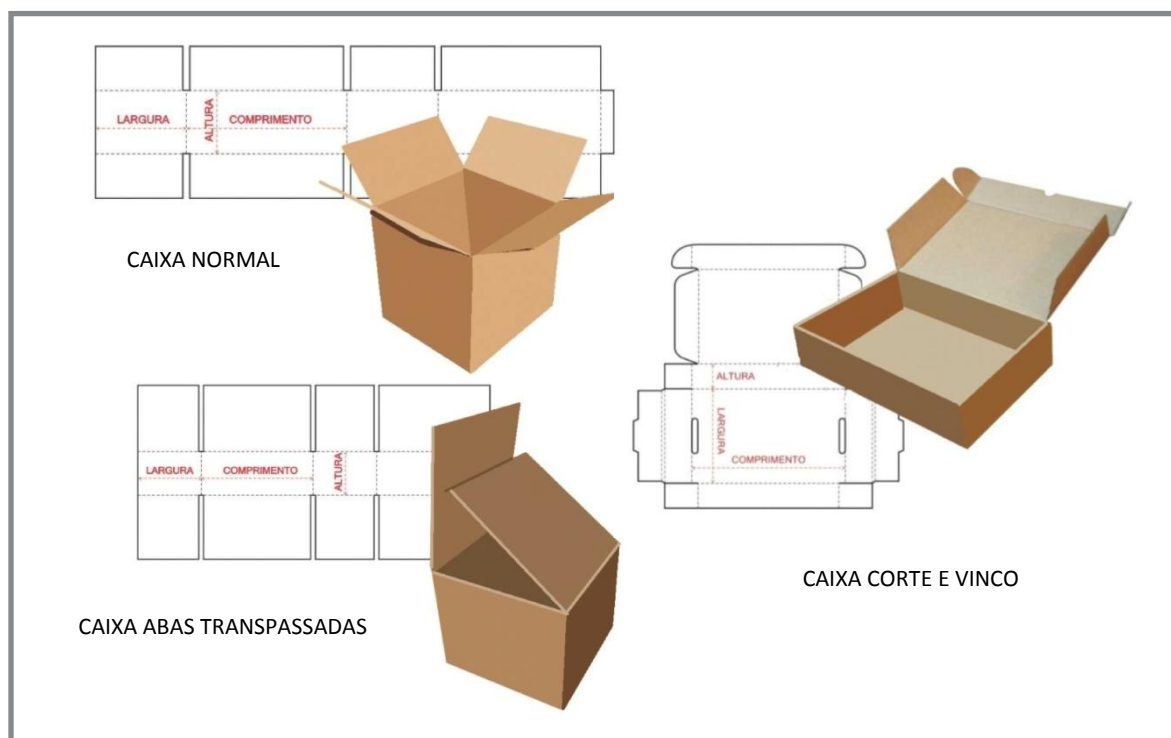 LARGURA
ALTURA
COMPRIMENTO
CAIXA NORMAL
LARGURA
COMPRIMENTO
ALTURA
CAIXA ABAS TRANSPASSADAS
ALTURA
LARGURA
COMPRIMENTO
CAIXA CORTE E VINCO